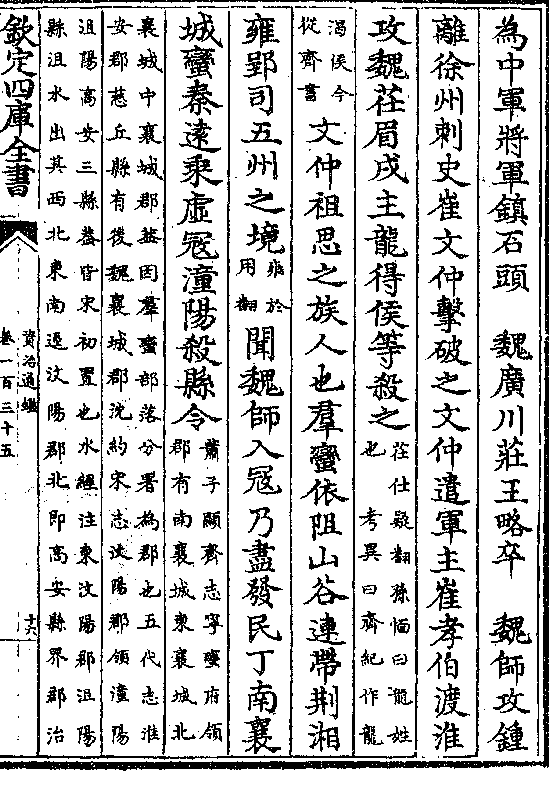 為中軍將軍鎮石頭　魏廣川莊王略卒　魏師攻鍾
離徐州刺史崔文仲擊破之文仲遣軍主崔孝伯渡淮
攻魏茌眉戍主龍得侯等殺之茌仕疑翻孫愐曰龍姓也　考異曰齊紀作龍
渴侯今從齊書文仲祖思之族人也羣蠻依阻山谷連帶荆湘
雍郢司五州之境雍於用翻聞魏師入寇乃盡發民丁南襄
城蠻秦遠乘虛寇潼陽殺縣令蕭子顯齊志寧蠻府領郡有南襄城東襄城北
襄城中襄城郡蓋因羣蠻部落分署為郡也五代志淮
安郡慈丘縣有後魏襄城郡沈約宋志汶陽郡領潼陽
沮陽高安三縣蓋皆宋初置也水經注東汶陽郡沮陽
縣沮水出其西北東南逕汶陽郡北即高安縣界郡治
欽定四庫全書
資治通鑑
卷一百三十五
十六